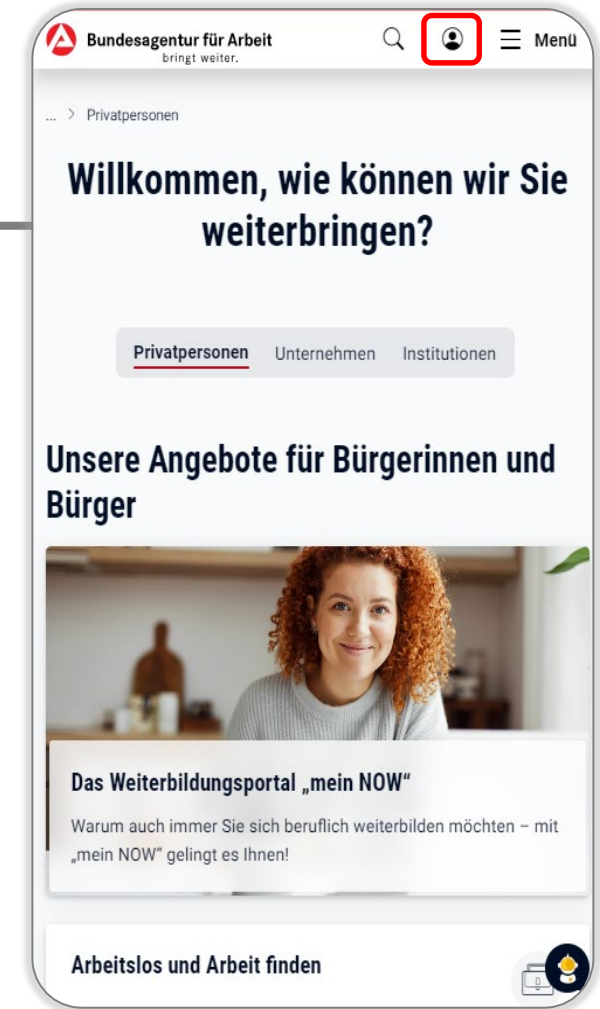 Bundesagentur für Arbeit
bringt weiter.
Menü
... > Privatpersonen
Willkommen, wie können wir Sie
weiterbringen?
Privatpersonen Unternehmen Institutionen
Unsere Angebote für Bürgerinnen und
Bürger
Das Weiterbildungsportal „mein NOW“
Warum auch immer Sie sich beruflich weiterbilden möchten – mit
„mein NOW“ gelingt es Ihnen!
Arbeitslos und Arbeit finden